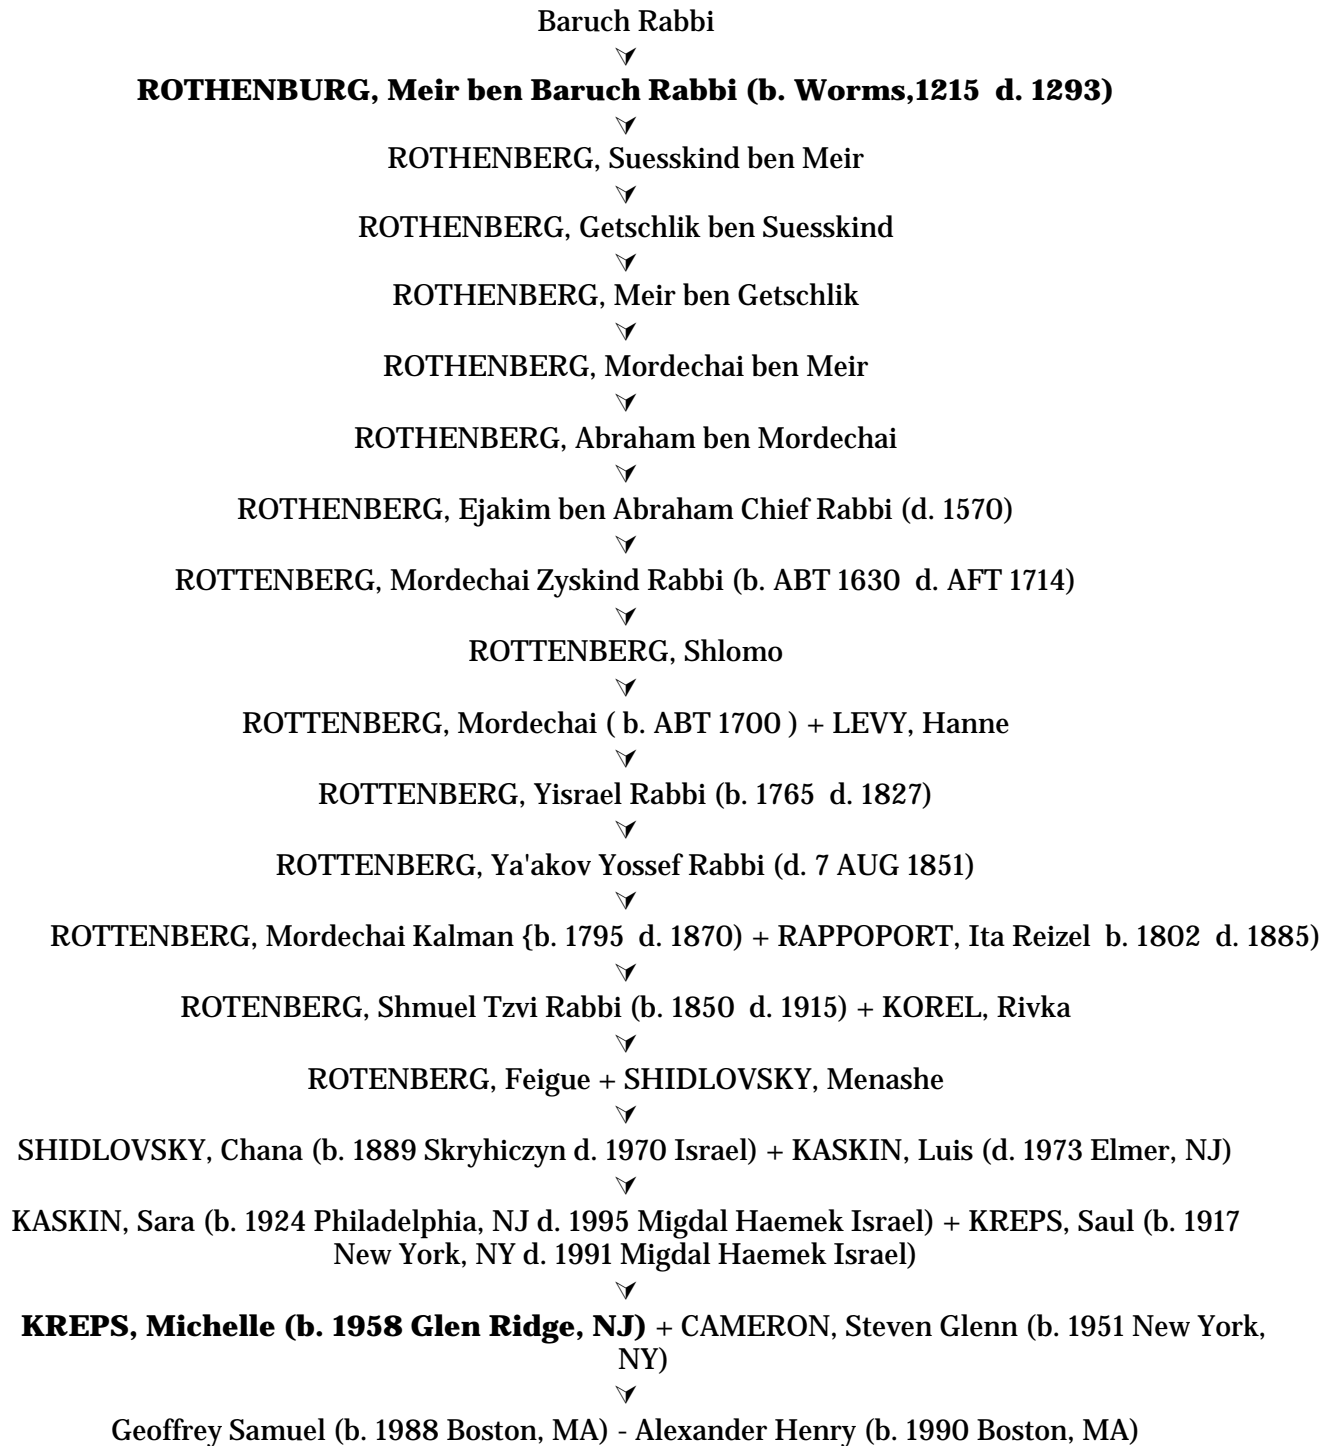 Baruch Rabbi
ROTHENBURG, Meir ben Baruch Rabbi (b. Worms,1215 d. 1293)
ROTHENBERG, Suesskind ben Meir
ROTHENBERG, Getschlik ben Suesskind
ROTHENBERG, Meir ben Getschlik
ROTHENBERG, Mordechai ben Meir
ROTHENBERG, Abraham ben Mordechai
ROTHENBERG, Ejakim ben Abraham Chief Rabbi (d. 1570)
ROTTENBERG, Mordechai Zyskind Rabbi (b. ABT 1630 d. AFT 1714)
ROTTENBERG, Shlomo
ROTTENBERG, Mordechai ( b. ABT 1700 ) + LEVY, Hanne
ROTTENBERG, Yisrael Rabbi (b. 1765 d. 1827)
ROTTENBERG, Ya'akov Yossef Rabbi (d. 7 AUG 1851)
ROTTENBERG, Mordechai Kalman {b. 1795 d. 1870) + RAPPOPORT, Ita Reizel b. 1802 d. 1885)
ROTENBERG, Shmuel Tzvi Rabbi (b. 1850 d. 1915) + KOREL, Rivka
ROTENBERG, Feigue + SHIDLOVSKY, Menashe
SHIDLOVSKY, Chana (b. 1889 Skryhiczyn d. 1970 Israel) + KASKIN, Luis (d. 1973 Elmer, NJ)
KASKIN, Sara (b. 1924 Philadelphia, NJ d. 1995 Migdal Haemek Israel) + KREPS, Saul (b. 1917
New York, NY d. 1991 Migdal Haemek Israel)
KREPS, Michelle (b. 1958 Glen Ridge, NJ) + CAMERON, Steven Glenn (b. 1951 New York,
NY)
Geoffrey Samuel (b. 1988 Boston, MA) - Alexander Henry (b. 1990 Boston, MA)